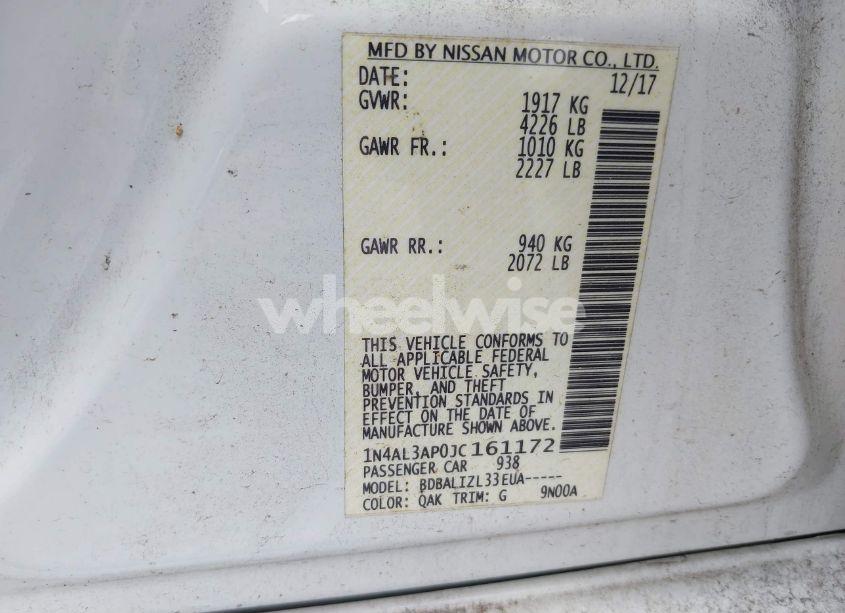 MFD BY NISSAN MOTOR CO., LTD.
DATE: 12/17
GVWR: 1917 KG
4226 LB
GAWR FR.: 1010 KG
2227 LB
GAWR RR.: 940 KG
2072 LB
wheelwise
THIS VEHICLE CONFORMS TO
ALL APPLICABLE FEDERAL
MOTOR VEHICLE SAFETY,
BUMPER, AND THEFT
PREVENTION STANDARDS IN
EFFECT ON THE DATE OF
MANUFACTURE SHOWN ABOVE.
1N4AL3AP0JC161172
PASSENGER CAR 938
MODEL: BDBALIZL33EUA-----
COLOR: QAK TRIM: G 9N00A